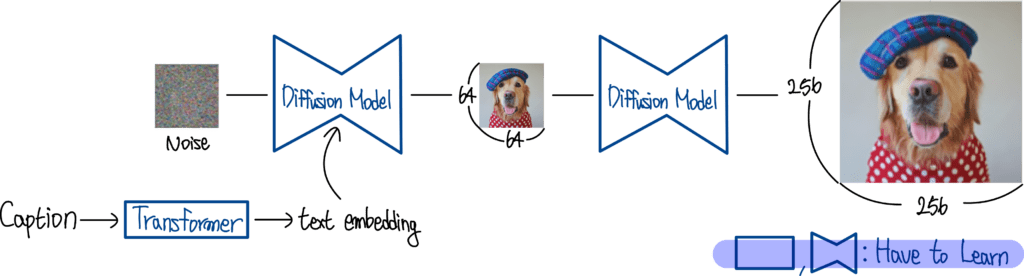 Noise
Diffusion Model
64
64
Diffusion Model
256
256
Caption
Transformer
text embedding
, : Have to Learn